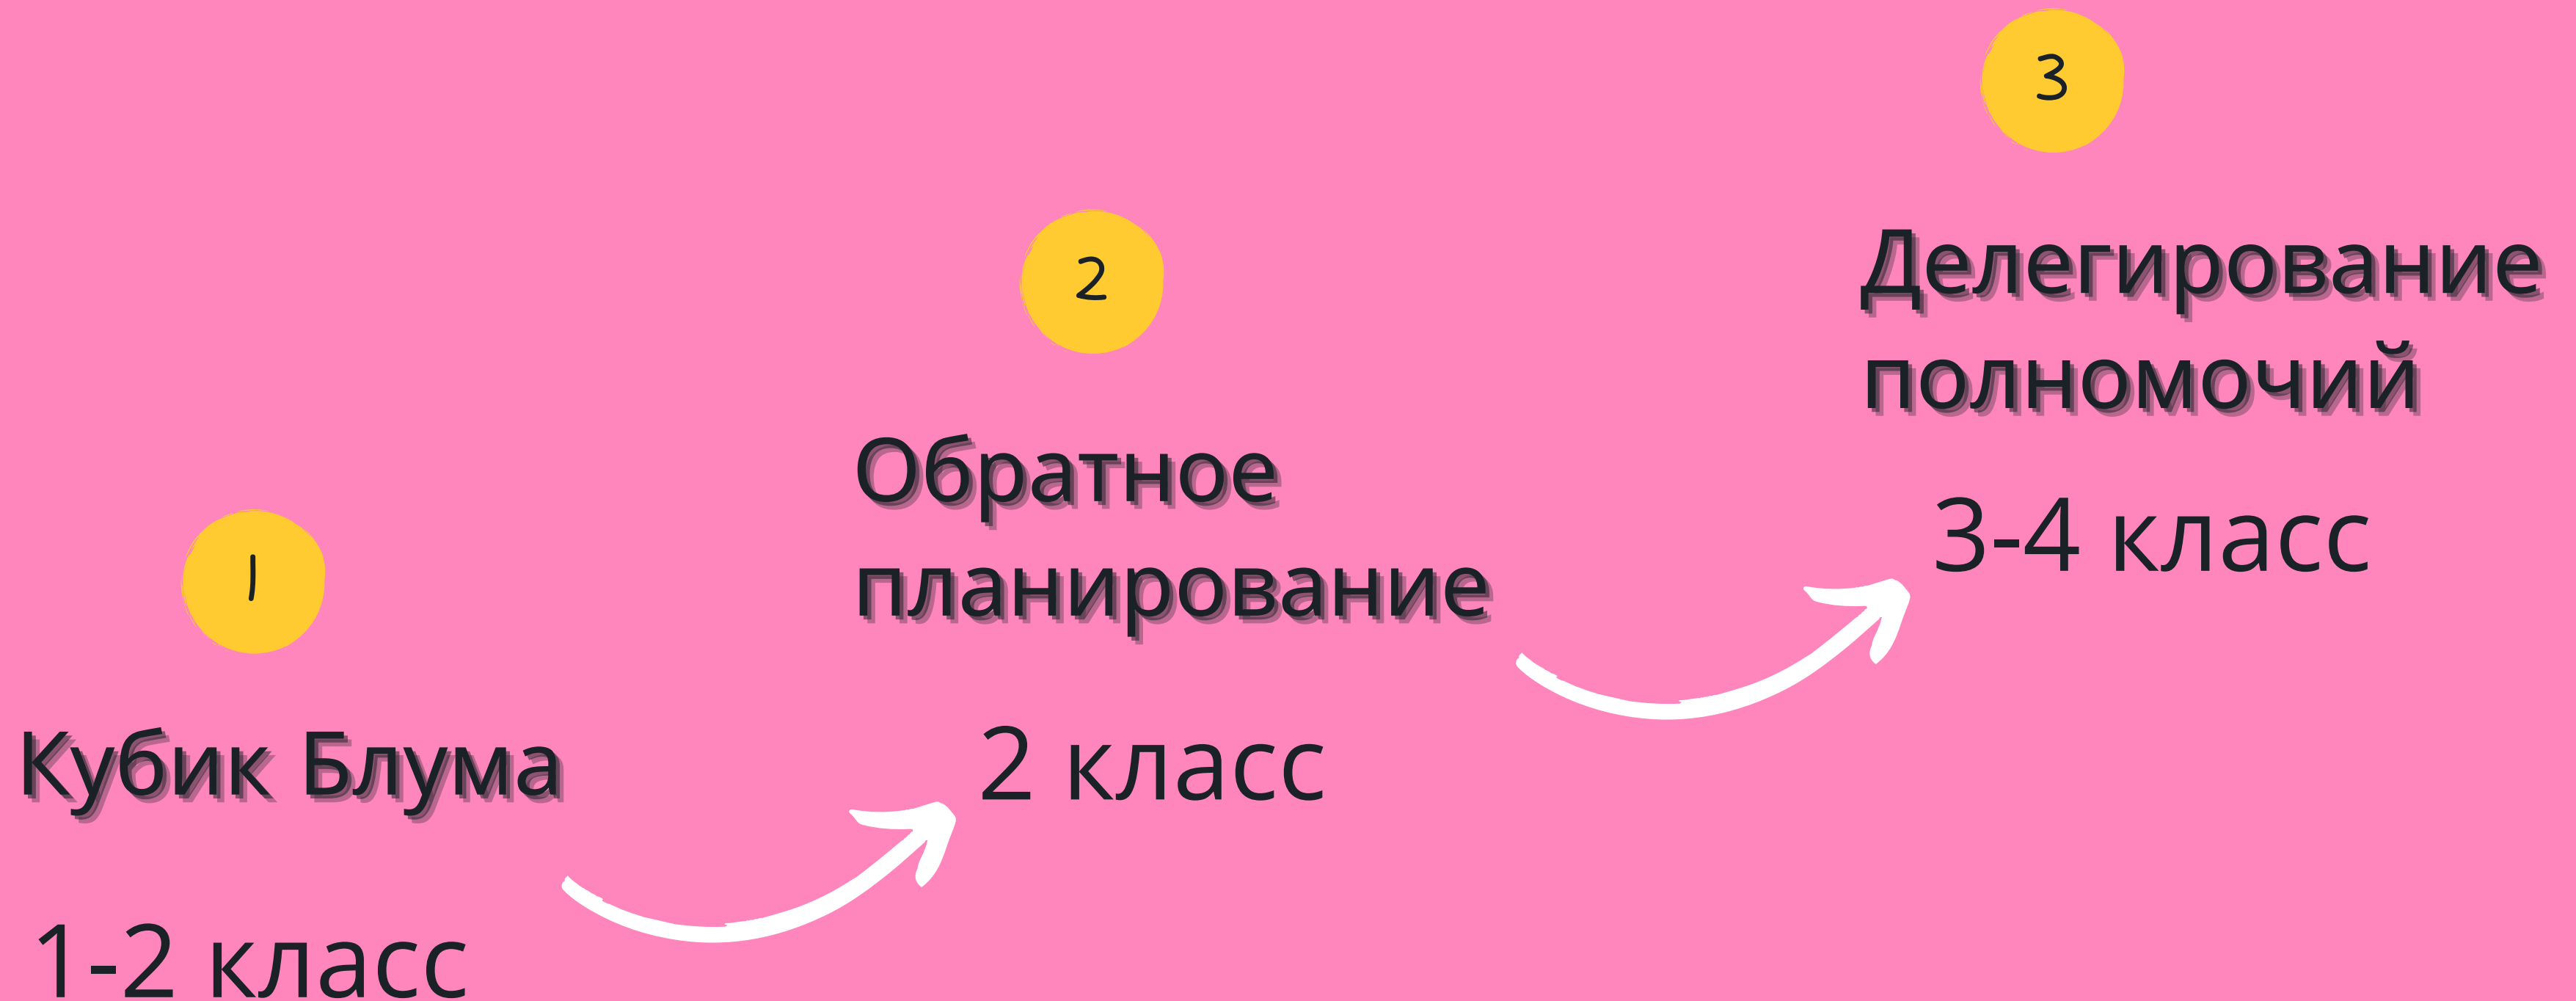 1
Кубик Блума
1-2 класс
2
Обратное
планирование
2 класс
3
Делегирование
полномочий
3-4 класс